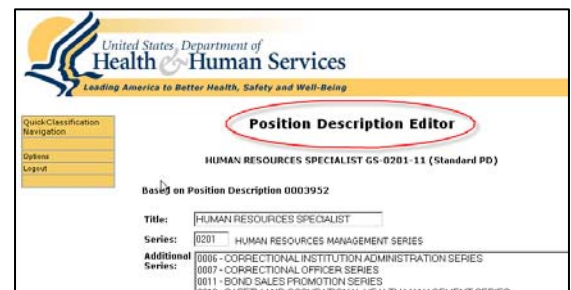 United States Department of
Health & Human Services
Leading America to Better Health, Safety and Well-Being
QuickClassification
Navigation
Options
Logout
Position Description Editor
HUMAN RESOURCES SPECIALIST GS-0201-11 (Standard PD)
Based on Position Description 0003952
Title: HUMAN RESOURCES SPECIALIST
Series: 0201 HUMAN RESOURCES MANAGEMENT SERIES
Additional Series: 0006 - CORRECTIONAL INSTITUTION ADMINISTRATION SERIES
0007 - CORRECTIONAL OFFICER SERIES
0011 - BOND SALES PROMOTION SERIES